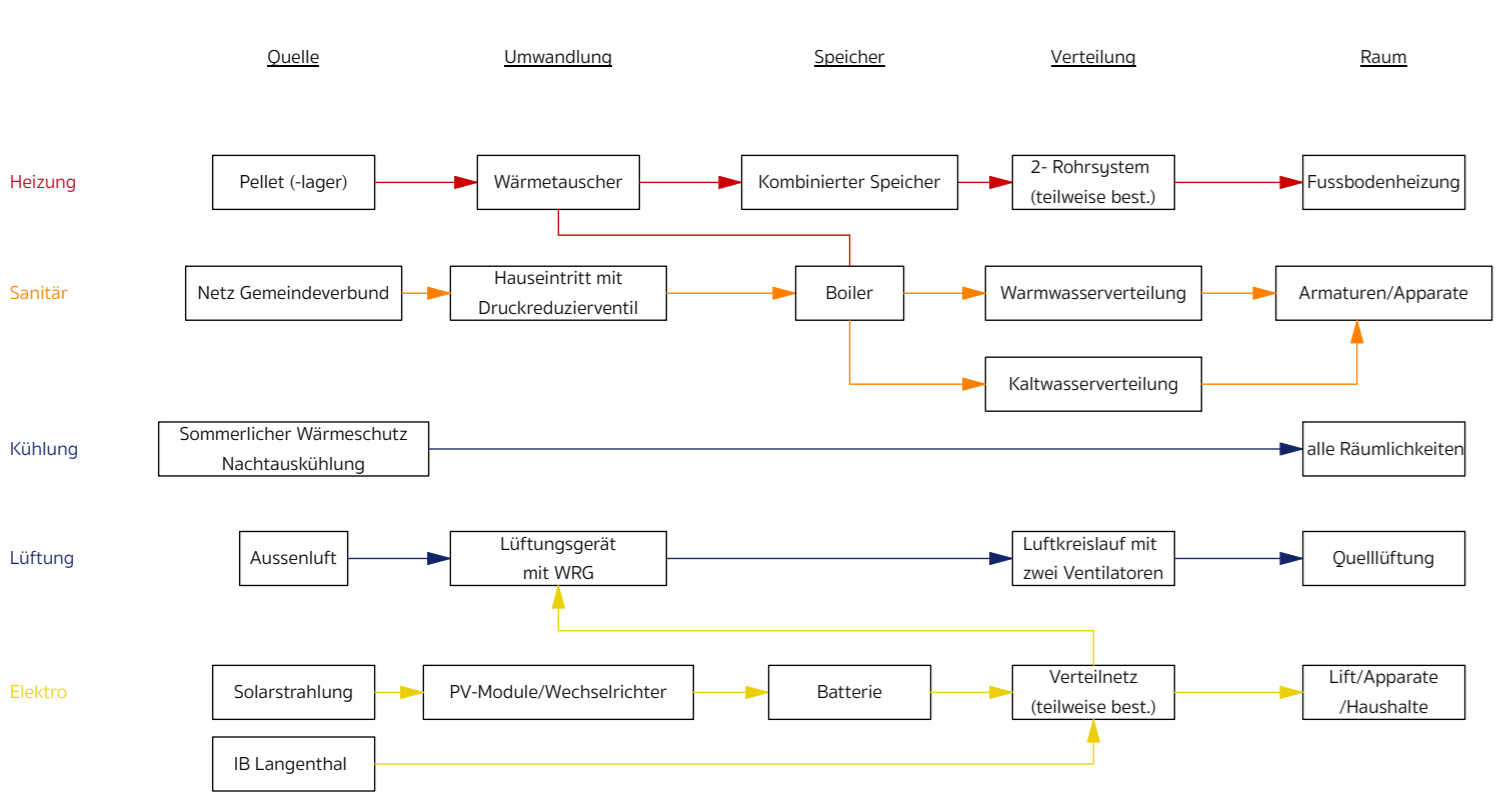 Quelle
Umwandlung
Speicher
Verteilung
Raum
Heizung
Pellet (-lager)
Wärmetauscher
Kombinierter Speicher
2- Rohrsystem
(teilweise best.)
Fussbodenheizung
Sanitär
Netz Gemeindeverbund
Hauseintritt mit
Druckreduzierventil
Boiler
Warmwasserverteilung
Armaturen/Apparate
Kaltwasserverteilung
Kühlung
Sommerlicher Wärmeschutz
Nachtauskühlung
alle Räumlichkeiten
Lüftung
Aussenluft
Lüftungsgerät
mit WRG
Luftkreislauf mit
zwei Ventilatoren
Quelllüftung
Elektro
Solarstrahlung
PV-Module/Wechselrichter
Batterie
Verteilnetz
(teilweise best.)
Lift/Apparate
/Haushalte
IB Langenthal